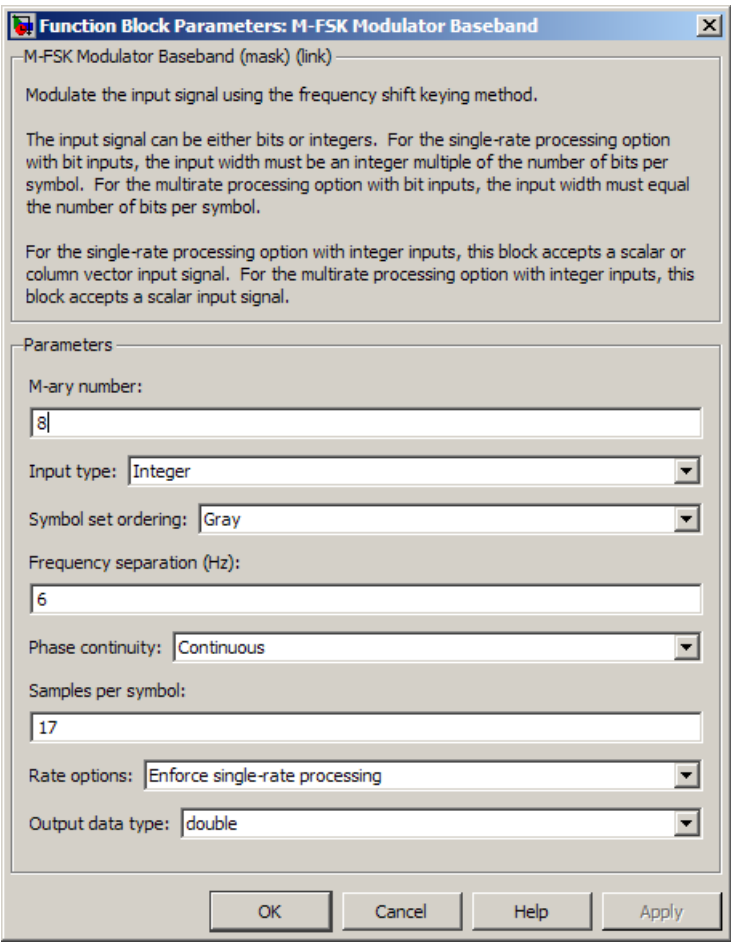 Function Block Parameters: M-FSK Modulator Baseband
M-FSK Modulator Baseband (mask) (link)
Modulate the input signal using the frequency shift keying method.
The input signal can be either bits or integers.  For the single-rate processing option
with bit inputs, the input width must be an integer multiple of the number of bits per
symbol.  For the multirate processing option with bit inputs, the input width must equal
the number of bits per symbol.
For the single-rate processing option with integer inputs, this block accepts a scalar or
column vector input signal.  For the multirate processing option with integer inputs, this
block accepts a scalar input signal.
Parameters
M-ary number:
8
Input type: Integer
Symbol set ordering: Gray
Frequency separation (Hz):
6
Phase continuity: Continuous
Samples per symbol:
17
Rate options: Enforce single-rate processing
Output data type: double
OK Cancel Help Apply